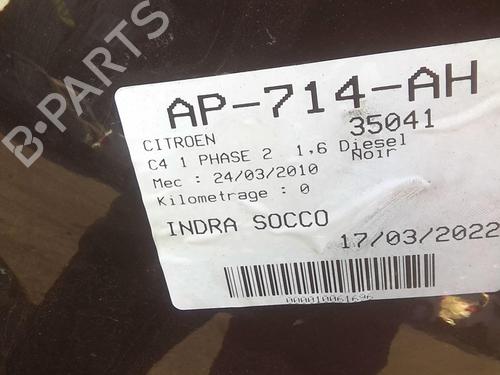 AP-714-AH
CITROEN 35041
C4 1 PHASE 2 1,6 Diesel
Mec : 24/03/2010 Noir
Kilometrage : 0
INDRA SOCCO
17/03/2022